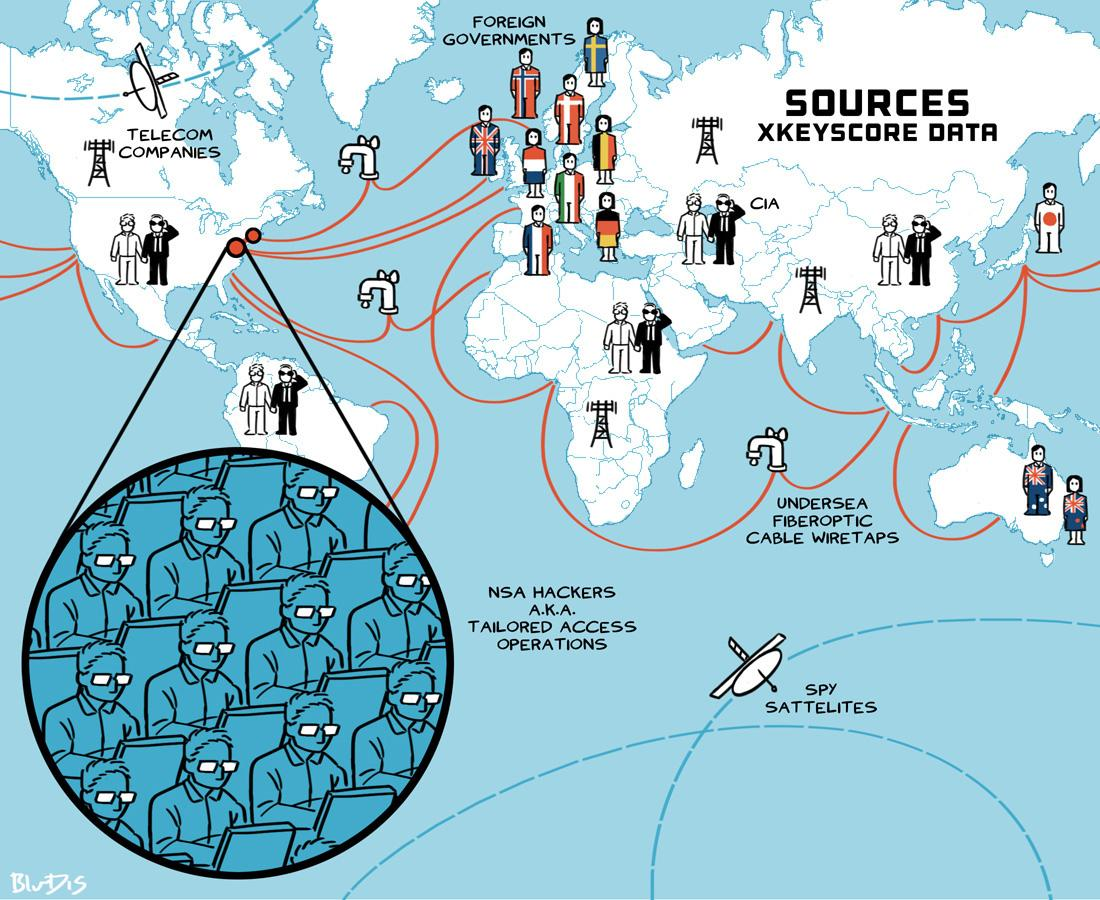 FOREIGN
GOVERNMENTS
SOURCES
XKEYSCORE DATA
TELECOM
COMPANIES
CIA
UNDERSEA
FIBEROPTIC
CABLE WIRETAPS
NSA HACKERS
A.K.A.
TAILORED ACCESS
OPERATIONS
SPY
SATTELITES
BluDis